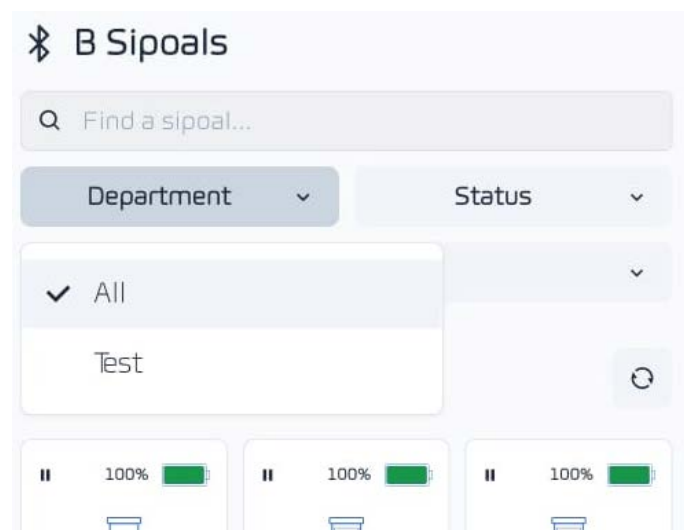 B Sipoals
Find a sipoal...
Department Status
All
Test
100% 100% 100%